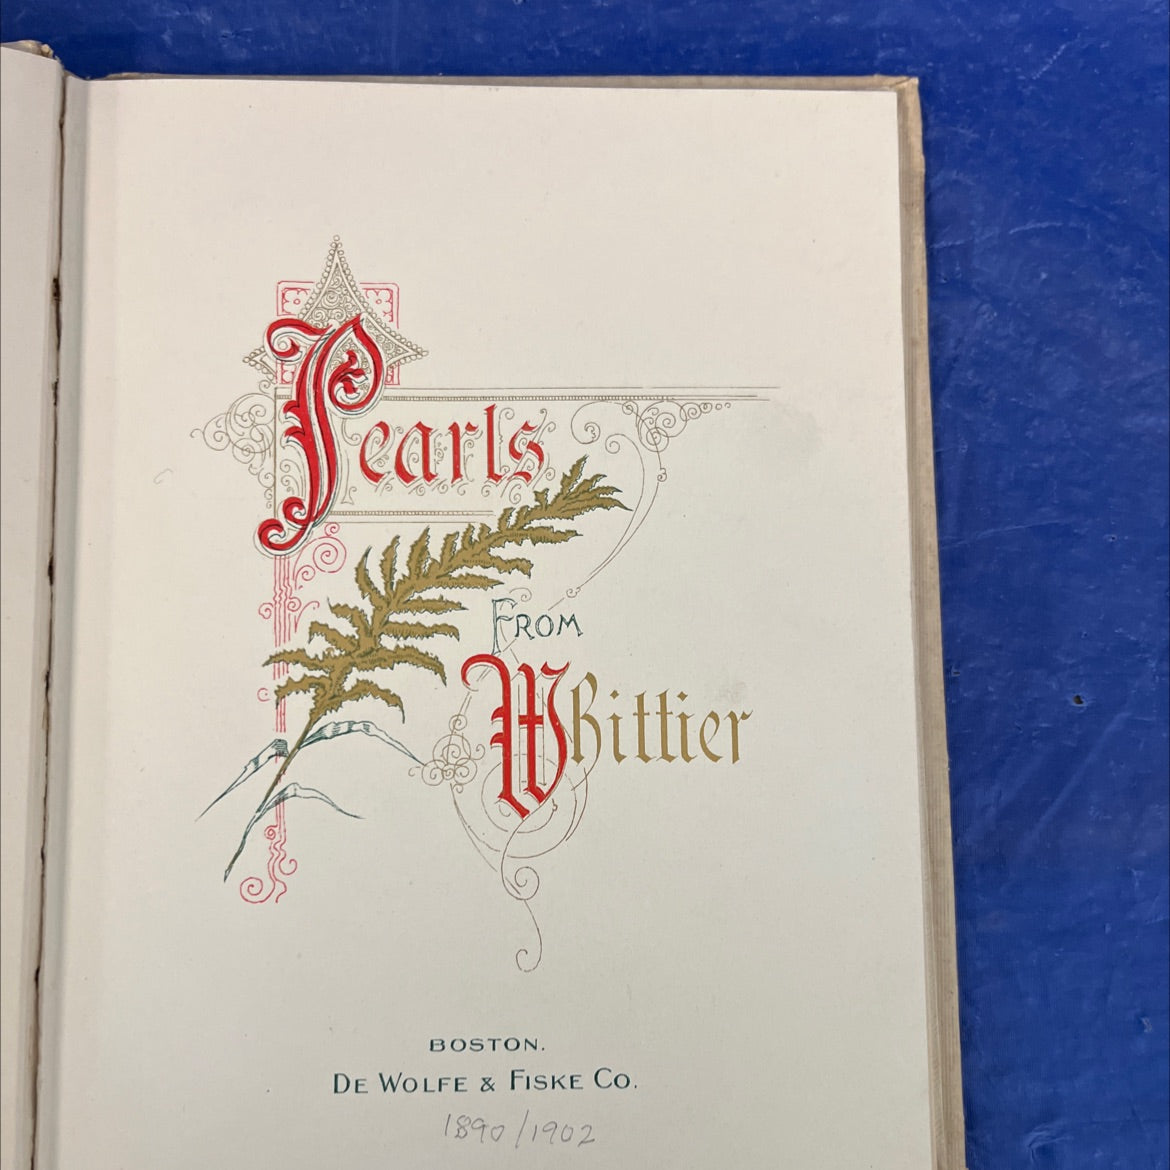 Pearls
FROM
Whittier
BOSTON.
DE WOLFE & FISKE CO.
1890/1902